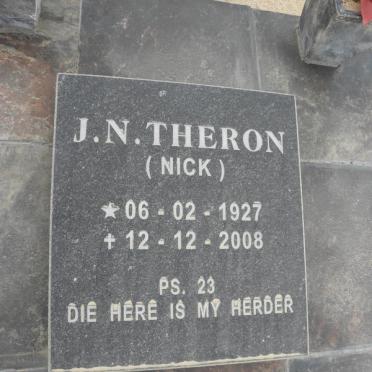 J.N. THERON
( NICK )
★ 06 - 02 - 1927
✝ 12 - 12 - 2008
PS. 23
DIE HERE IS MY HERDER